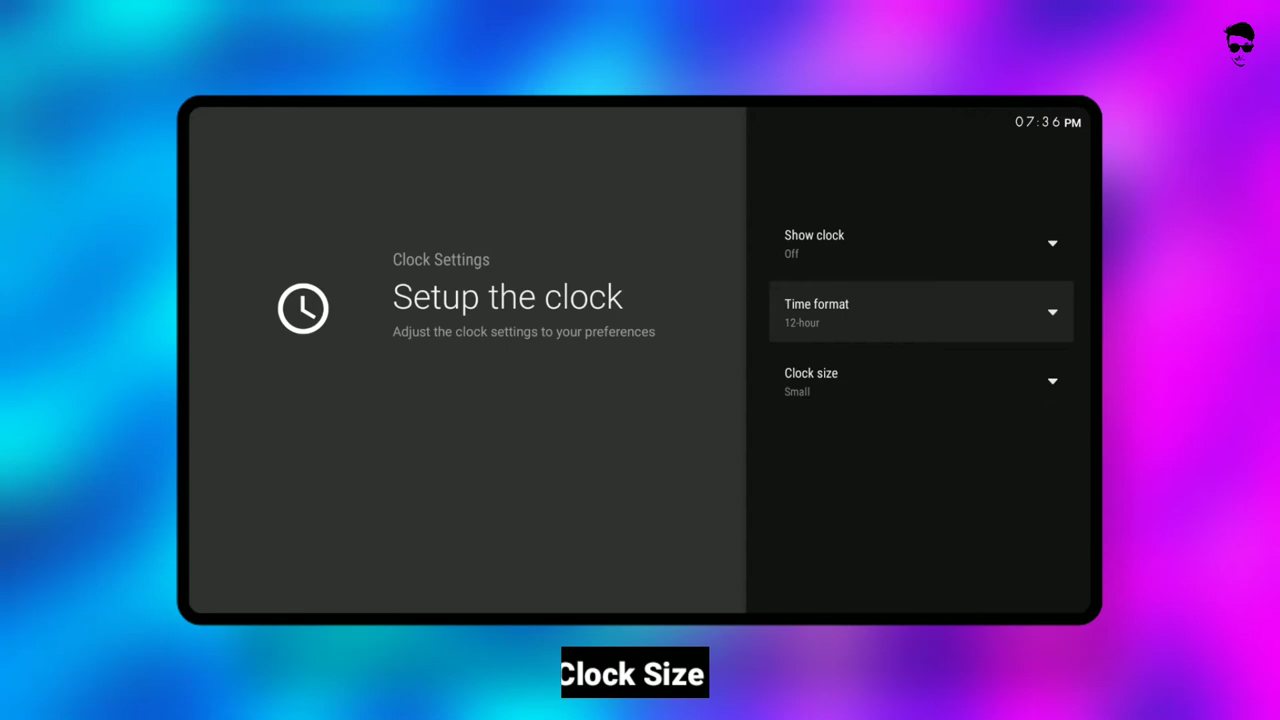 07:36 PM
Clock Settings
Setup the clock
Adjust the clock settings to your preferences
Show clock
Off
Time format
12-hour
Clock size
Small
Clock Size